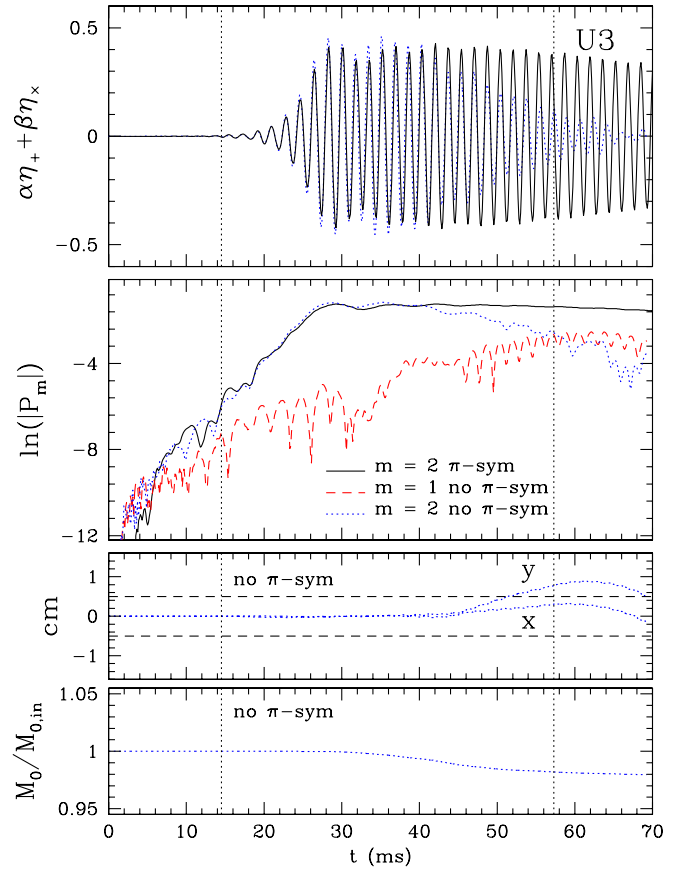 U3
αη₊ + βη×
0.5
0
-0.5
ln(|Pₘ|)
-4
-8
-12
m = 2 π-sym
m = 1 no π-sym
m = 2 no π-sym
cm
1
0
-1
no π-sym
y
x
M₀/M₀,ᵢₙ
1.05
1
0.95
no π-sym
0 10 20 30 40 50 60 70
t (ms)